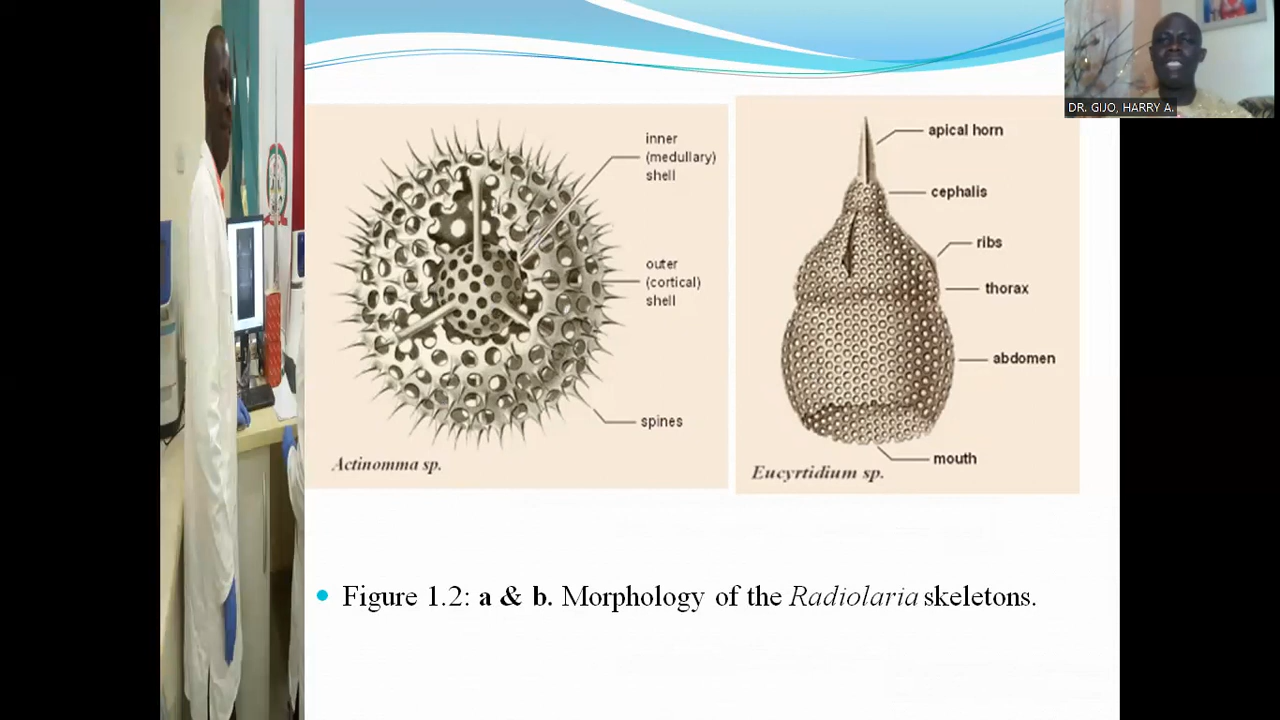 DR. GIJO, HARRY A.
inner
(medullary)
shell
outer
(cortical)
shell
spines
Actinomma sp.
apical horn
cephalis
ribs
thorax
abdomen
mouth
Eucyrtidium sp.
Figure 1.2: a & b. Morphology of the Radiolaria skeletons.